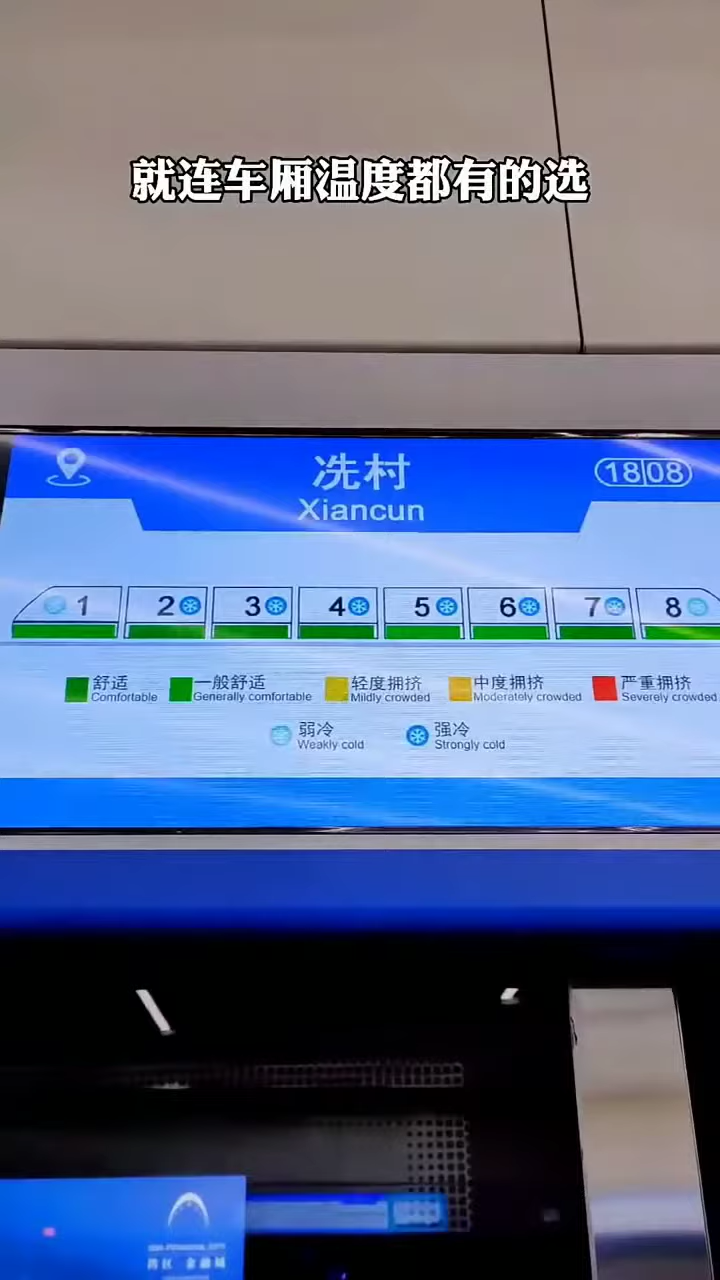 就连车厢温度都有的选
冼村
Xiancun
18|08
1 2 3 4 5 6 7 8
舒适 一般舒适 轻度拥挤 中度拥挤 严重拥挤
Comfortable Generally comfortable Mildly crowded Moderately crowded Severely crowded
弱冷 强冷
Weakly cold Strongly cold